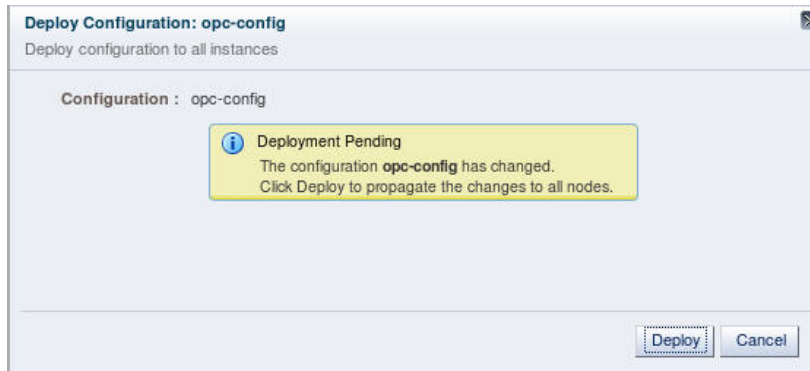 Deploy Configuration: opc-config
Deploy configuration to all instances
Configuration : opc-config
Deployment Pending
The configuration opc-config has changed.
Click Deploy to propagate the changes to all nodes.
Deploy Cancel